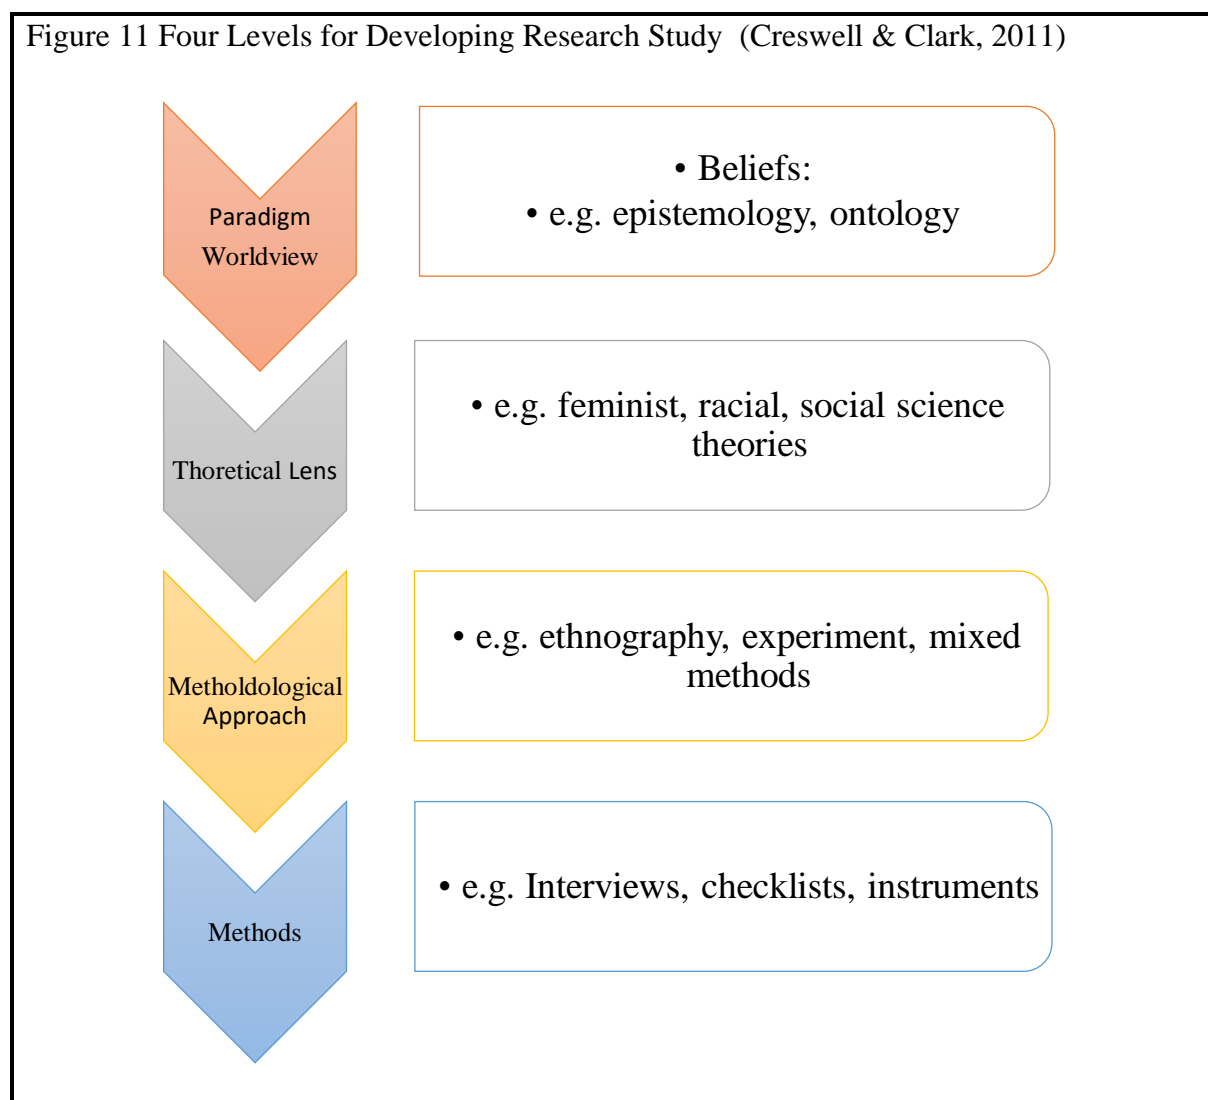 Figure 11 Four Levels for Developing Research Study  (Creswell & Clark, 2011)
Paradigm
Worldview
• Beliefs:
• e.g. epistemology, ontology
Thoretical Lens
• e.g. feminist, racial, social science
theories
Metholdological
Approach
• e.g. ethnography, experiment, mixed
methods
Methods
• e.g. Interviews, checklists, instruments